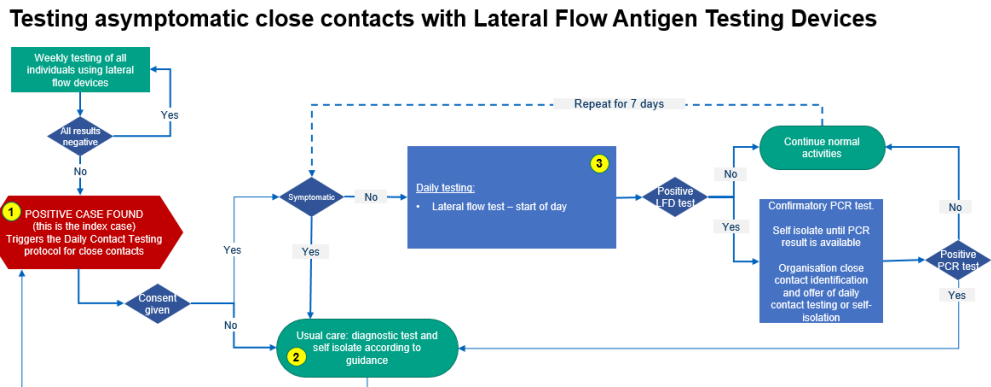 Testing asymptomatic close contacts with Lateral Flow Antigen Testing Devices
Weekly testing of all
individuals using lateral
flow devices
Yes
All results
negative
No
1
POSITIVE CASE FOUND
(this is the index case)
Triggers the Daily Contact Testing
protocol for close contacts
Consent
given
Yes
No
Repeat for 7 days
Symptomatic
No
Yes
3
Daily testing:
• Lateral flow test – start of day
Positive
LFD test
No
Yes
Continue normal
activities
Confirmatory PCR test.
Self isolate until PCR
result is available
Organisation close
contact identification
and offer of daily
contact testing or self-
isolation
No
Positive
PCR test
Yes
2
Usual care: diagnostic test and
self isolate according to
guidance